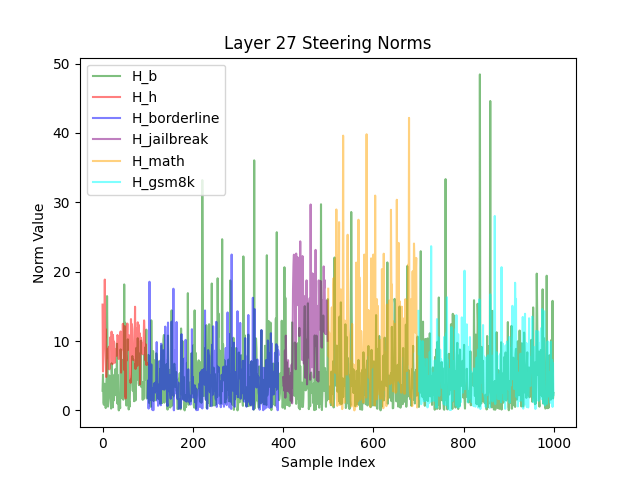 Layer 27 Steering Norms
50
40
30
20
10
0
Norm Value
H_b
H_h
H_borderline
H_jailbreak
H_math
H_gsm8k
0
200
400
600
800
1000
Sample Index